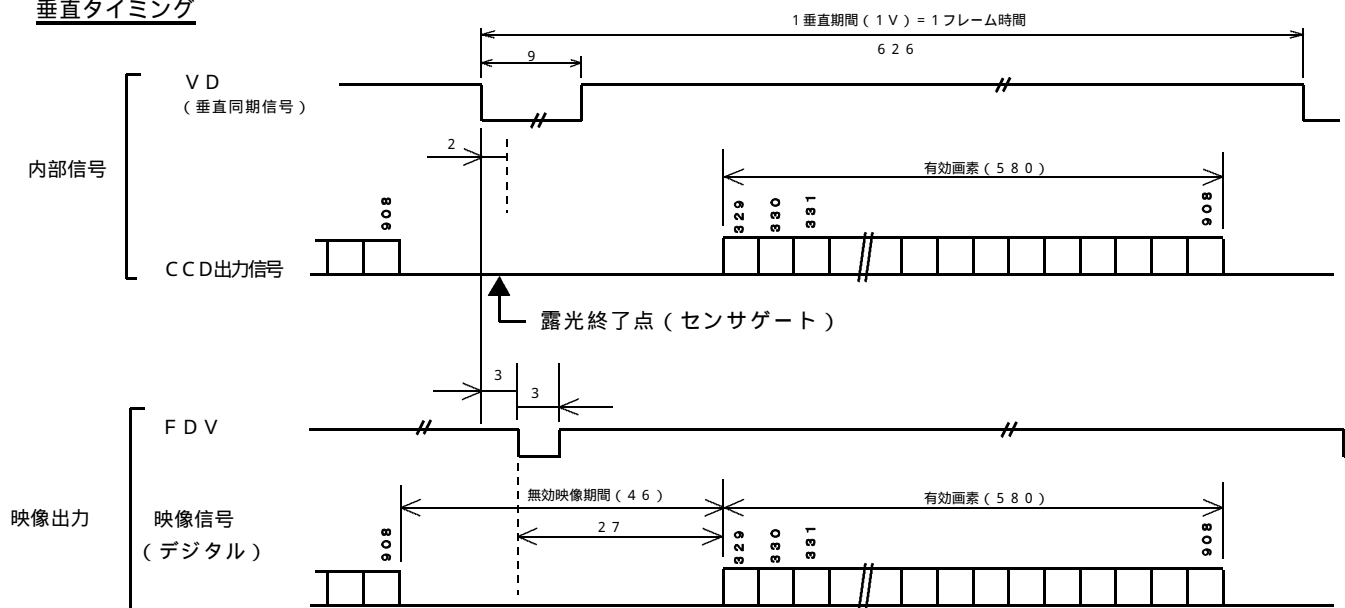 垂直タイミング
1垂直期間(1V)=1フレーム時間
626
9
VD
(垂直同期信号)
2
内部信号
有効画素(580)
908
329
330
331
908
CCD出力信号
露光終了点(センサゲート)
3
3
FDV
無効映像期間(46)
有効画素(580)
映像出力
映像信号
(デジタル)
27
908
329
330
331
908